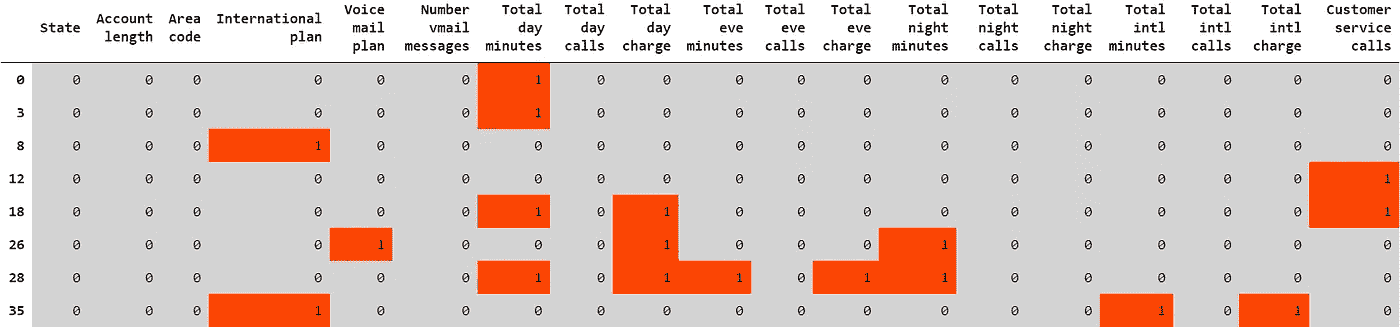 Voice Number Total Total Total Total Total Total Total Total Total Total Total Total Customer
State Account Area International mail vmail day day day eve eve eve night night night intl intl intl service
length code plan plan messages minutes calls charge minutes calls charge minutes calls charge minutes calls charge calls
0 0 0 0 0 0 0 1 0 0 0 0 0 0 0 0 0 0 0 0
3 0 0 0 0 0 0 1 0 0 0 0 0 0 0 0 0 0 0 0
8 0 0 0 1 0 0 0 0 0 0 0 0 0 0 0 0 0 0 0
12 0 0 0 0 0 0 0 0 0 0 0 0 0 0 0 0 0 0 1
18 0 0 0 0 0 0 1 0 1 0 0 0 0 0 0 0 0 0 1
26 0 0 0 0 1 0 0 0 1 0 0 0 1 0 0 0 0 0 0
28 0 0 0 0 0 0 1 0 1 1 0 1 1 0 0 0 0 0 0
35 0 0 0 1 0 0 0 0 0 0 0 0 0 0 0 1 0 1 0